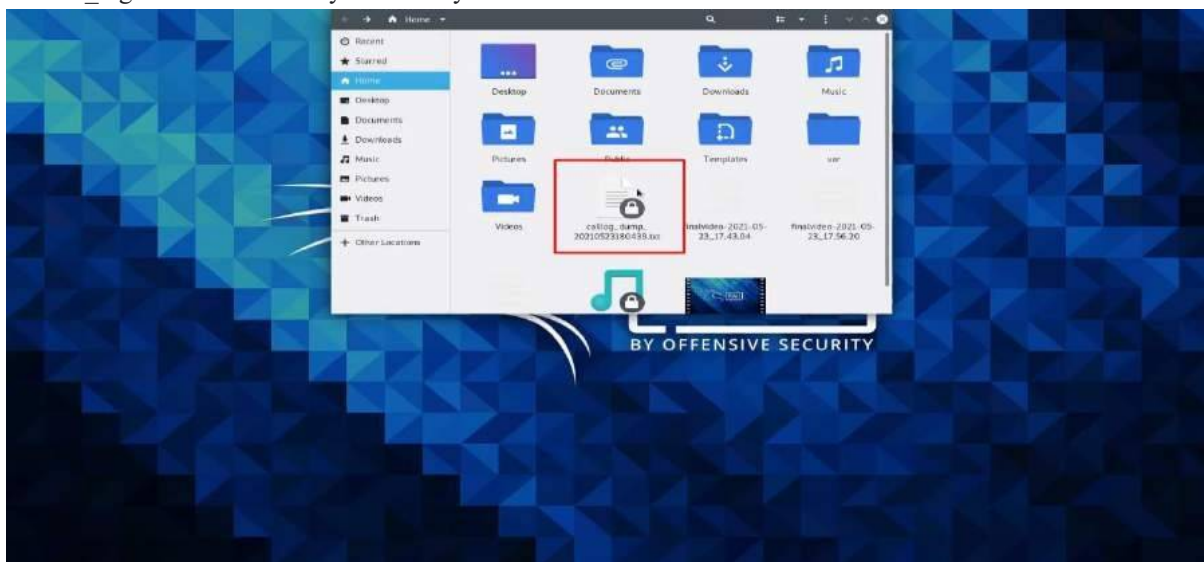 Home
Recent
Starred
Home
Desktop
Documents
Downloads
Music
Pictures
Videos
Trash
Other Locations
Desktop
Documents
Downloads
Music
Pictures
Public
Templates
var
Videos
calllog_dump_
20210523180439.txt
finalvideo-2021-05-
23_17.43.04
finalvideo-2021-05-
23_17.56.20
BY OFFENSIVE SECURITY